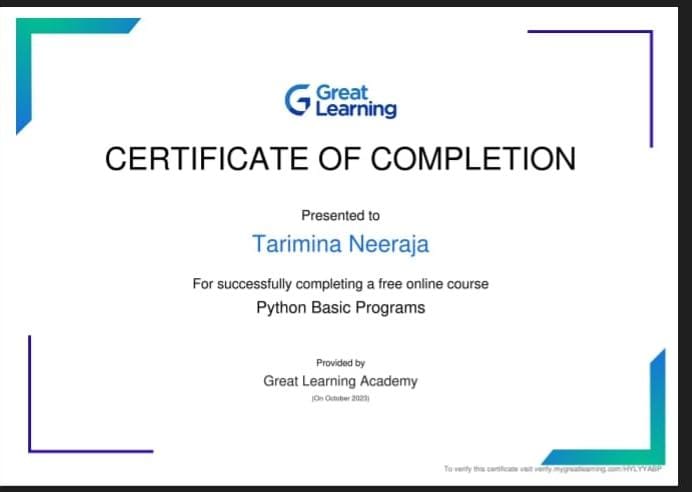 Great
Learning
CERTIFICATE OF COMPLETION
Presented to
Tarimina Neeraja
For successfully completing a free online course
Python Basic Programs
Provided by
Great Learning Academy
(On October 2023)
To verify this certificate visit verify.mygreatlearning.com/HYLYYABP